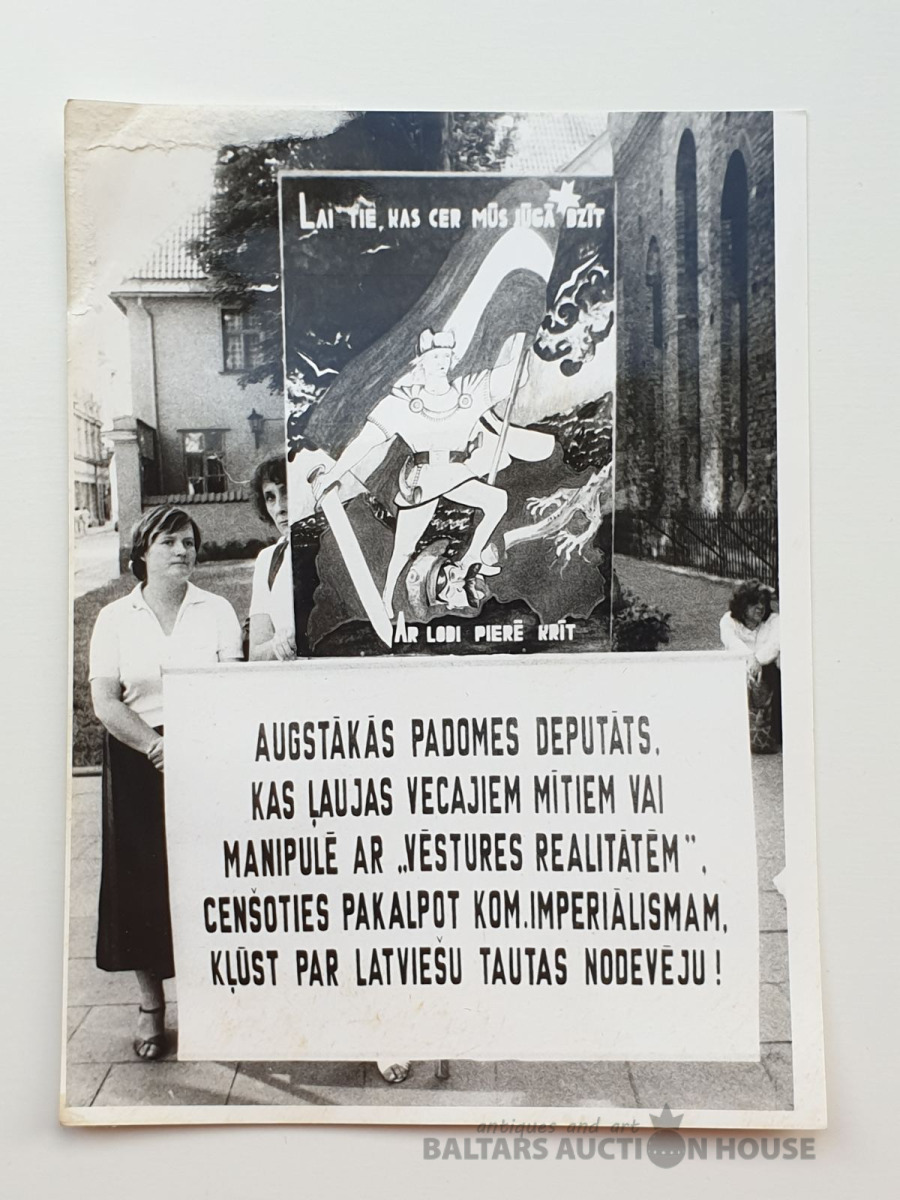 LAI TIE, KAS CER MŪS JŪGĀ DZĪT
AR LODI PIERĒ KRĪT
AUGSTĀKĀS PADOMES DEPUTĀTS,
KAS ĻAUJAS VECAJIEM MĪTIEM VAI
MANIPULĒ AR „VĒSTURES REALITĀTĒM",
CENŠOTIES PAKALPOT KOM.IMPERIĀLISMAM,
KĻŪST PAR LATVIEŠU TAUTAS NODEVĒJU!
antiques and art
BALTARS AUCTION HOUSE